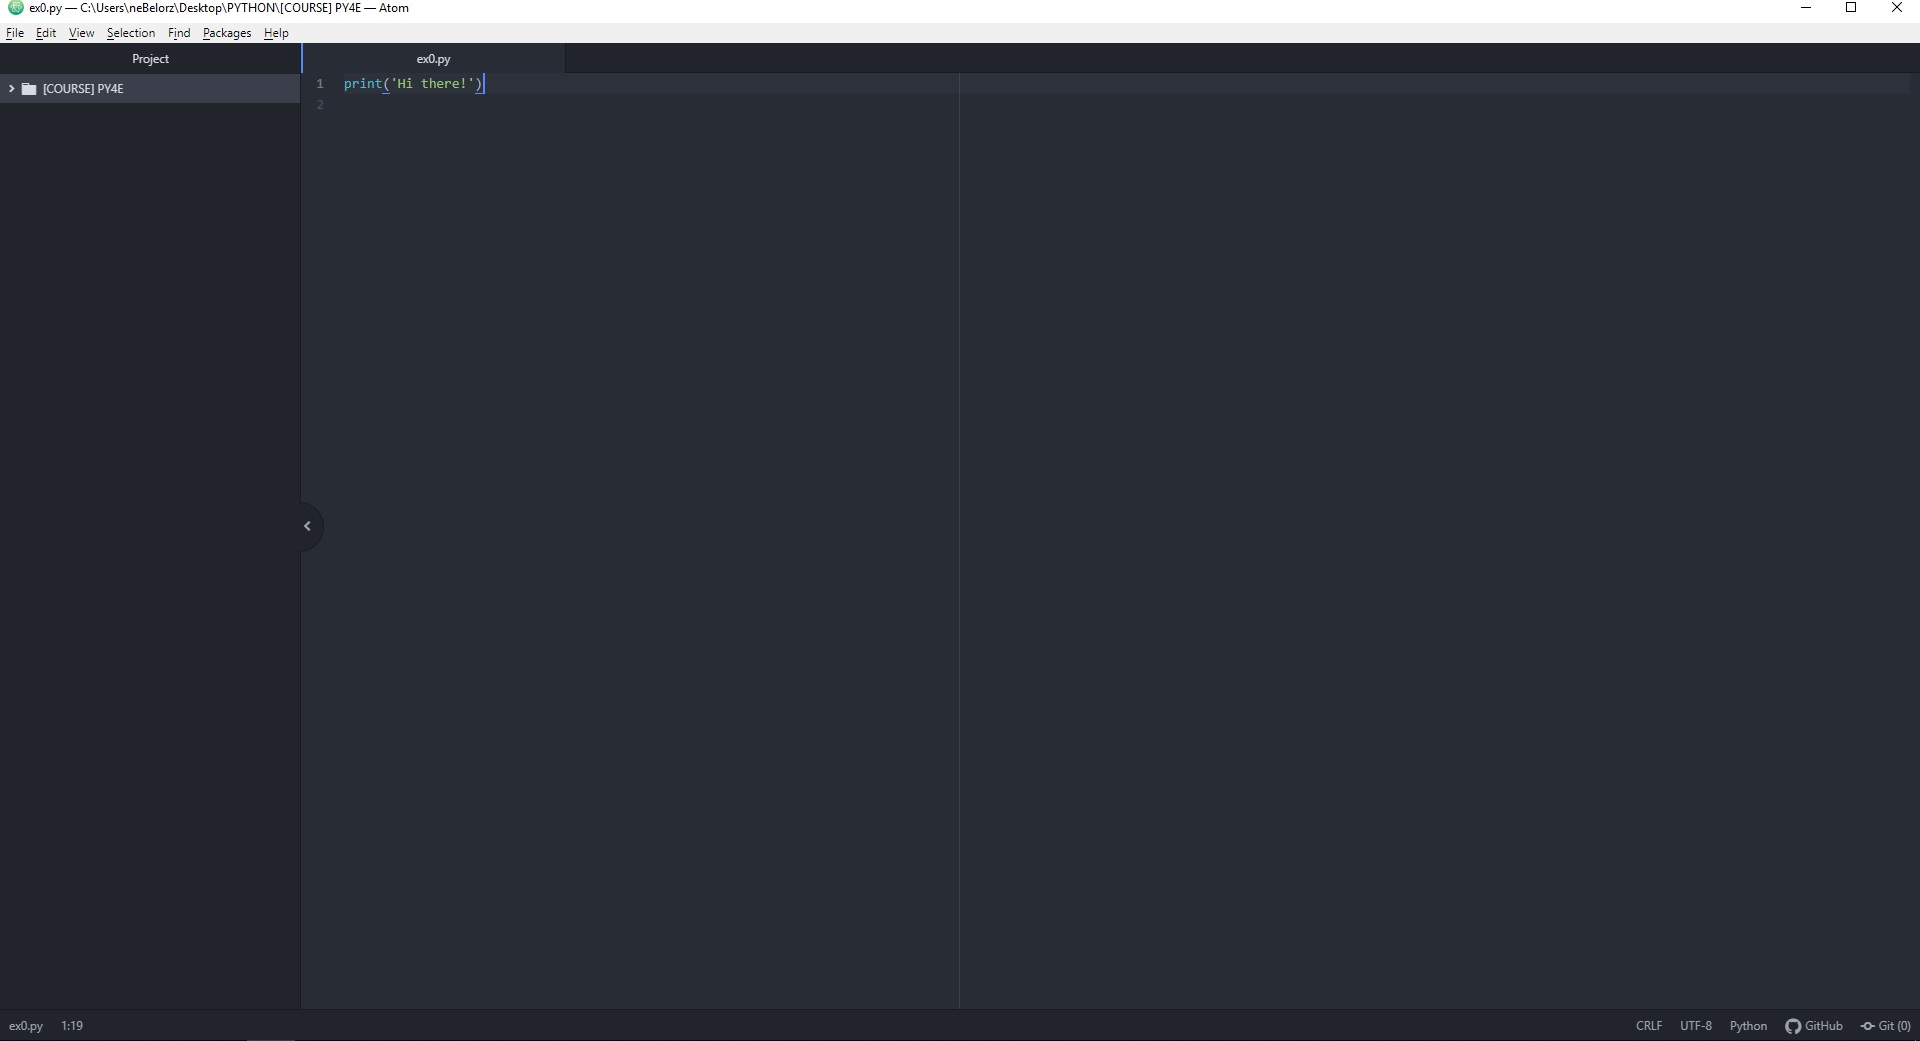 ex0.py — C:\Users\neBelorz\Desktop\PYTHON\[COURSE] PY4E — Atom
File Edit View Selection Find Packages Help
Project ex0.py
[COURSE] PY4E
1 print('Hi there!')
2
ex0.py 1:19 CRLF UTF-8 Python GitHub Git (0)